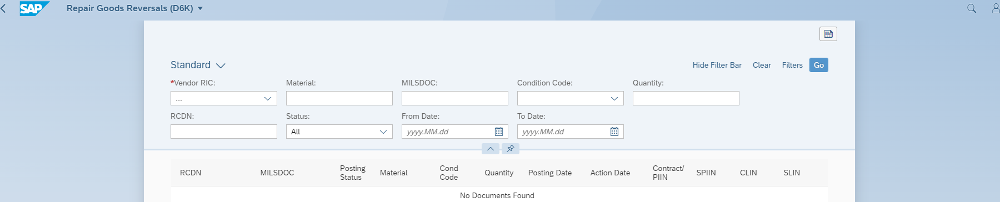 SAP Repair Goods Reversals (D6K)
Standard
Hide Filter Bar Clear Filters Go
*Vendor RIC: Material: MILSDOC: Condition Code: Quantity:
...
RCDN: Status: From Date: To Date:
All yyyy.MM.dd yyyy.MM.dd
RCDN MILSDOC Posting Status Material Cond Code Quantity Posting Date Action Date Contract/ PIIN SPIIN CLIN SLIN
No Documents Found